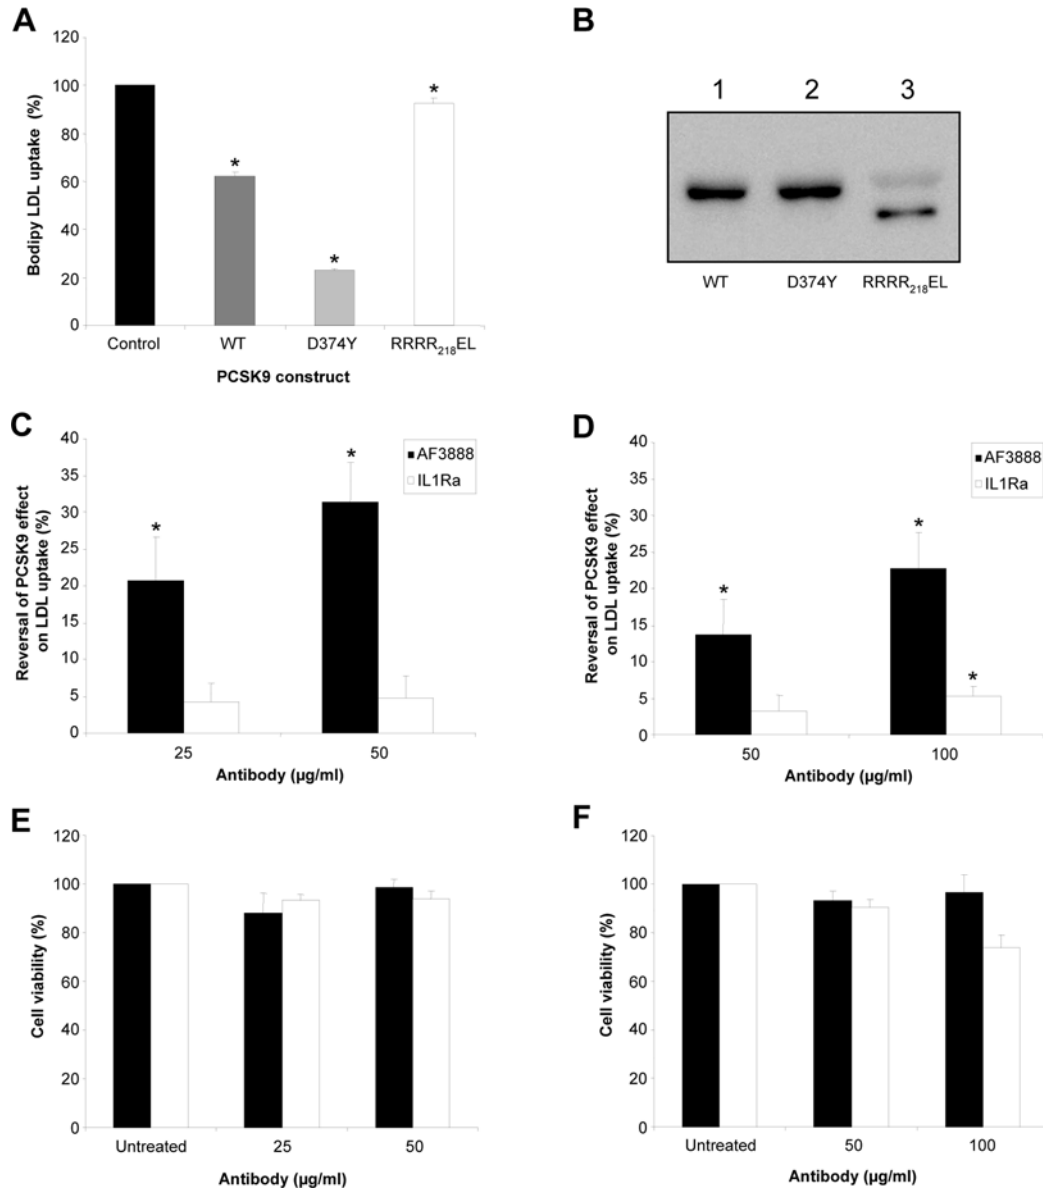 A
120
100
80
60
40
20
0
Bodipy LDL uptake (%)
*
*
*
Control
WT
D374Y
RRRR218EL
PCSK9 construct
B
1
2
3
WT
D374Y
RRRR218EL
C
40
35
30
25
20
15
10
5
0
Reversal of PCSK9 effect
on LDL uptake (%)
AF3888
IL1Ra
*
*
25
50
Antibody (µg/ml)
D
40
35
30
25
20
15
10
5
0
Reversal of PCSK9 effect
on LDL uptake (%)
AF3888
IL1Ra
*
*
*
50
100
Antibody (µg/ml)
E
120
100
80
60
40
20
0
Cell viability (%)
Untreated
25
50
Antibody (µg/ml)
F
120
100
80
60
40
20
0
Cell viability (%)
Untreated
50
100
Antibody (µg/ml)